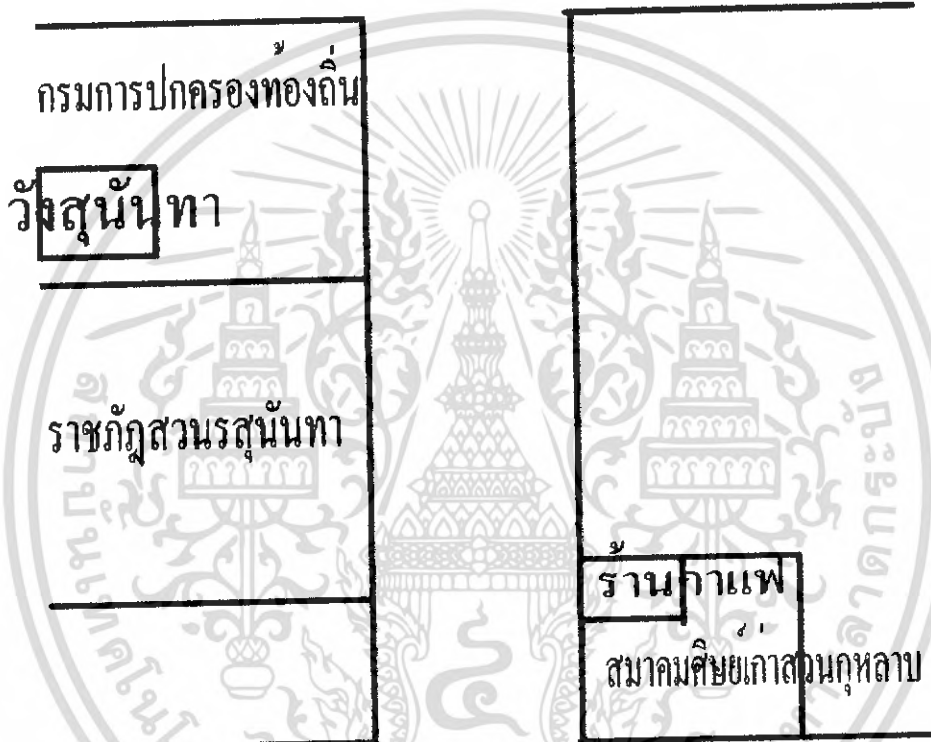 กรมการปกครองท้องถิ่น
วังสุนันทา
ราชภัฎสวนรสุนันทา
ร้านกาแฟ
สมาคมศิษย์เก่าสวนกุหลาบ